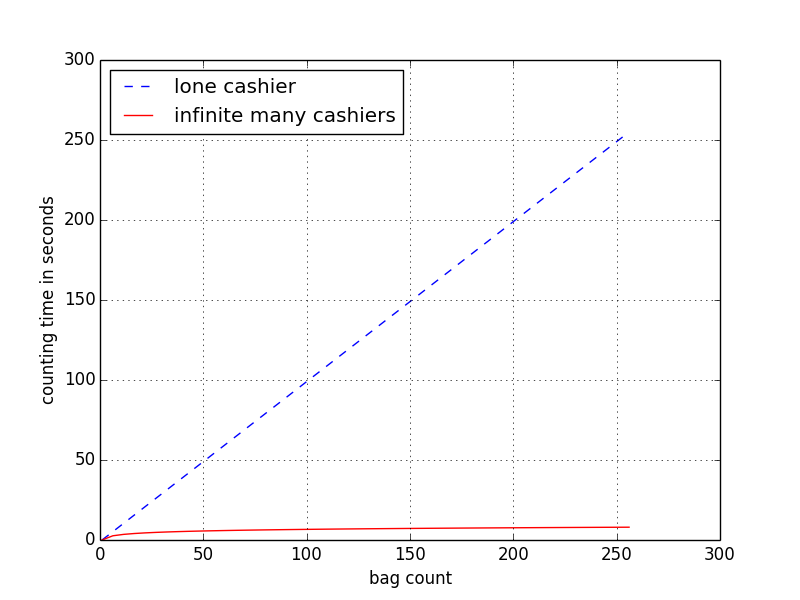 300
250
200
150
100
50
0
counting time in seconds
lone cashier
infinite many cashiers
0 50 100 150 200 250 300
bag count